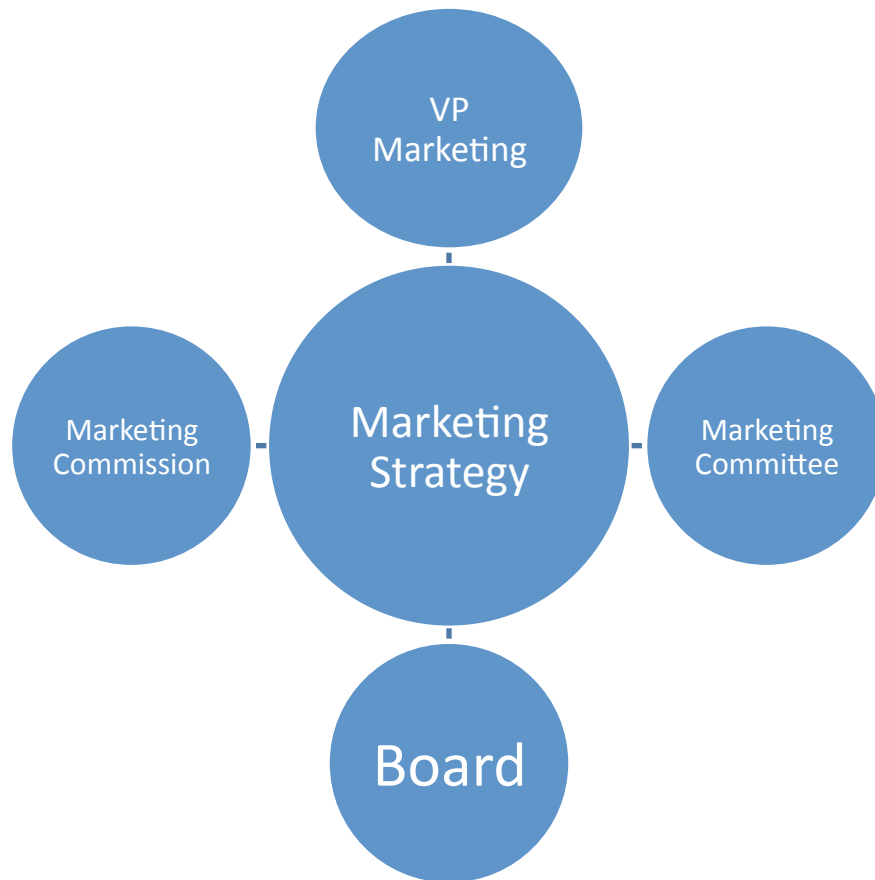 VP
Marketing
Marketing
Commission
Marketing
Strategy
Marketing
Committee
Board